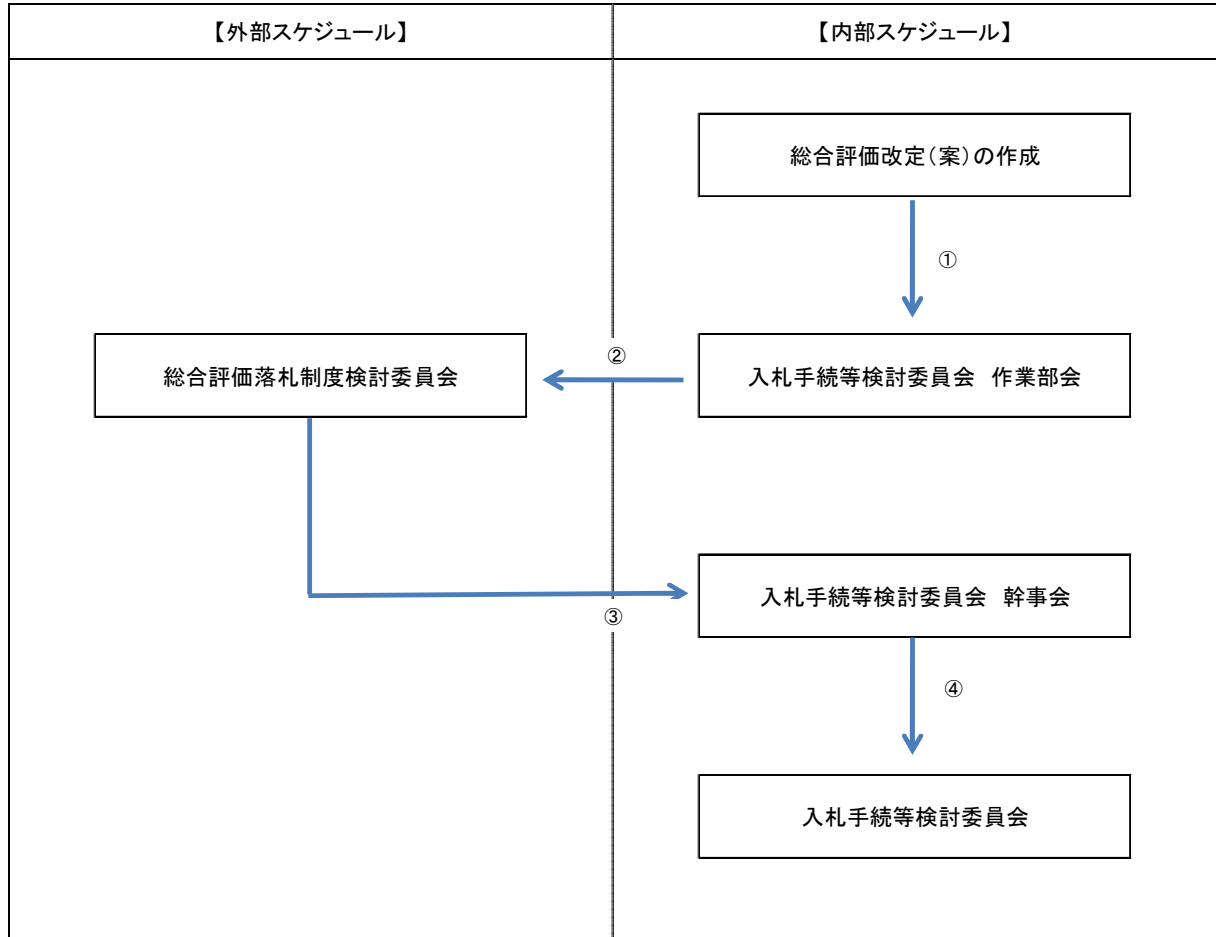 【外部スケジュール】
【内部スケジュール】
総合評価改定（案）の作成
①
入札手続等検討委員会　作業部会
②
総合評価落札制度検討委員会
③
入札手続等検討委員会　幹事会
④
入札手続等検討委員会